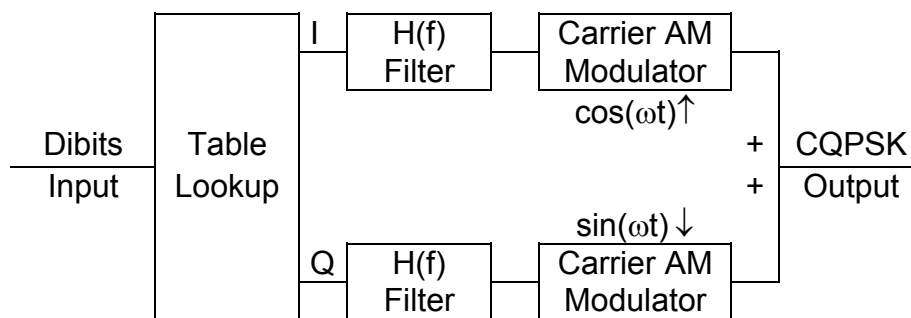 Dibits
Input
Table
Lookup
I
H(f)
Filter
Carrier AM
Modulator
cos(ωt)↑
+
+
CQPSK
Output
sin(ωt)↓
Q
H(f)
Filter
Carrier AM
Modulator